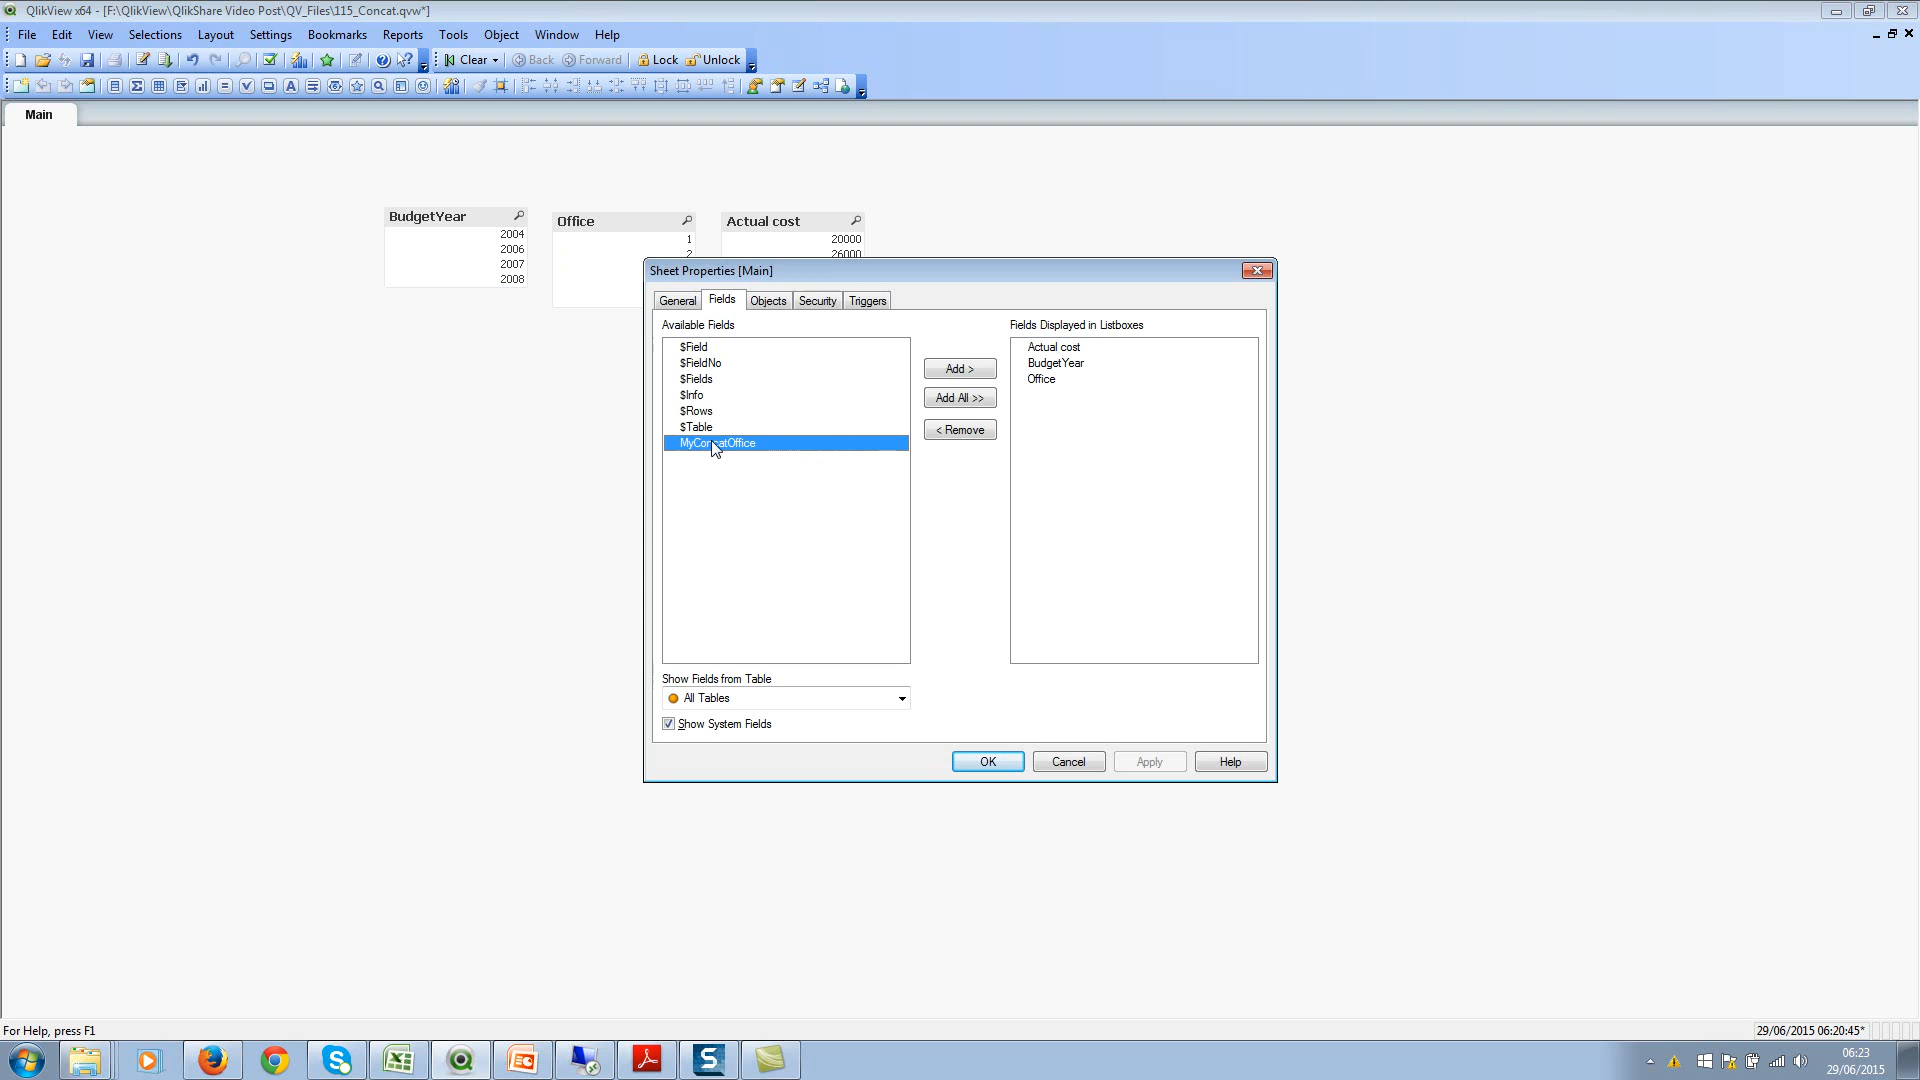 QlikView x64 - [F:\QlikView\QlikShare Video Post\QV_Files\115_Concat.qvw*]
File Edit View Selections Layout Settings Bookmarks Reports Tools Object Window Help
Clear Back Forward Lock Unlock
Main
BudgetYear
2004
2006
2007
2008
Office
1
2
Actual cost
20000
26000
Sheet Properties [Main]
General Fields Objects Security Triggers
Available Fields
$Field
$FieldNo
$Fields
$Info
$Rows
$Table
MyConcatOffice
Add >
Add All >>
< Remove
Fields Displayed in Listboxes
Actual cost
BudgetYear
Office
Show Fields from Table
All Tables
Show System Fields
OK Cancel Apply Help
For Help, press F1
29/06/2015 06:20:45*
06:23
29/06/2015